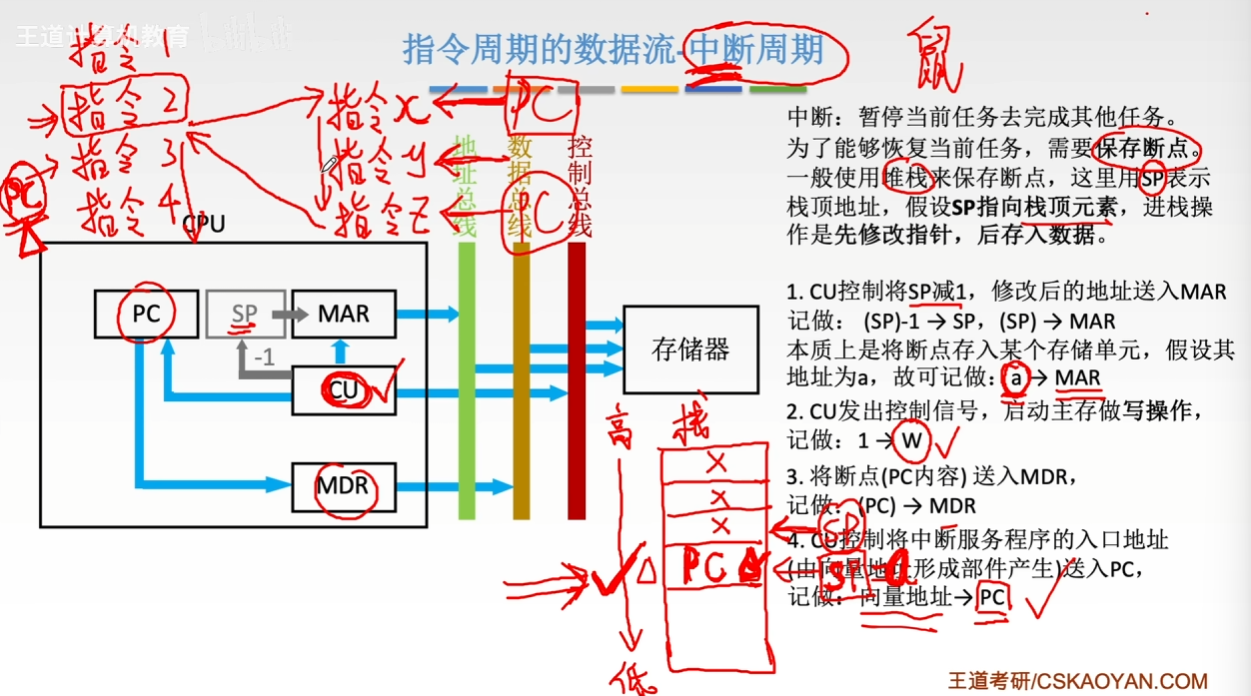 王道计算机教育
指令周期的数据流-中断周期
鼠
指令 1
指令 2
指令 3
指令 4
PC
指令 x
指令 y
指令 z
PC
PC
地址总线
数据总线
控制总线
CPU
PC
SP
MAR
-1
CU
MDR
存储器
中断：暂停当前任务去完成其他任务。
为了能够恢复当前任务，需要保存断点。
一般使用堆栈来保存断点，这里用SP表示
栈顶地址，假设SP指向栈顶元素，进栈操
作是先修改指针，后存入数据。
1. CU控制将SP减1，修改后的地址送入MAR
记做： (SP)-1 → SP，(SP) → MAR
本质上是将断点存入某个存储单元，假设其
地址为a，故可记做：a → MAR
2. CU发出控制信号，启动主存做写操作，
记做：1 → W
3. 将断点(PC内容) 送入MDR，
记做：(PC) → MDR
4. CU控制将中断服务程序的入口地址
(由向量地址形成部件产生)送入PC，
记做：向量地址→ PC
高
栈
SP
PC
SP
a
低
王道考研/CSKAOYAN.COM